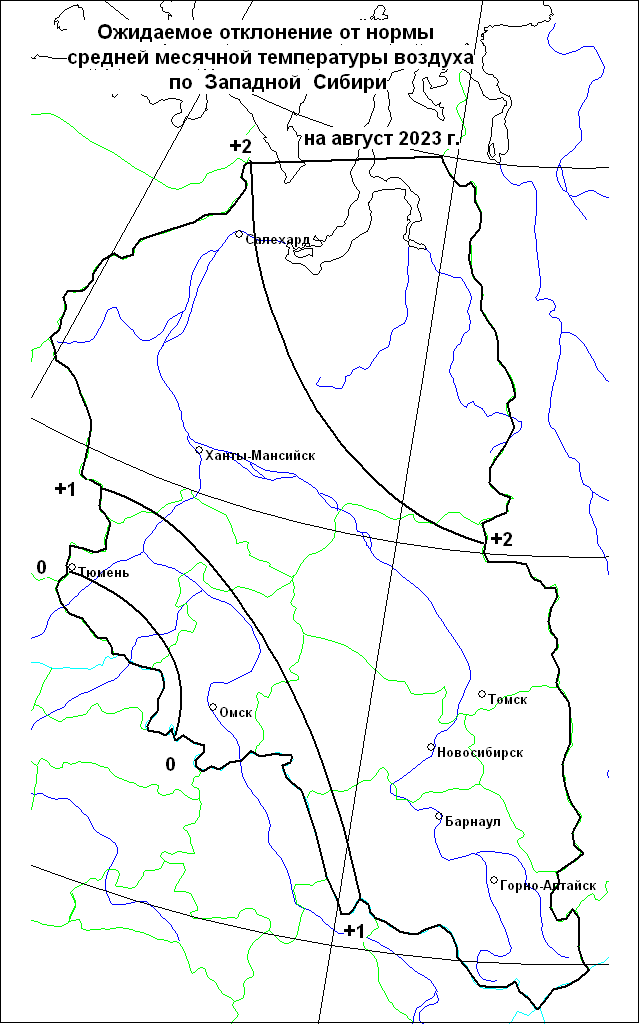 Ожидаемое отклонение от нормы
средней месячной температуры воздуха
по Западной Сибири
на август 2023 г.
+2
Салехард
Ханты-Мансийск
+1
+2
0
Тюмень
Томск
Омск
Новосибирск
0
Барнаул
Горно-Алтайск
+1